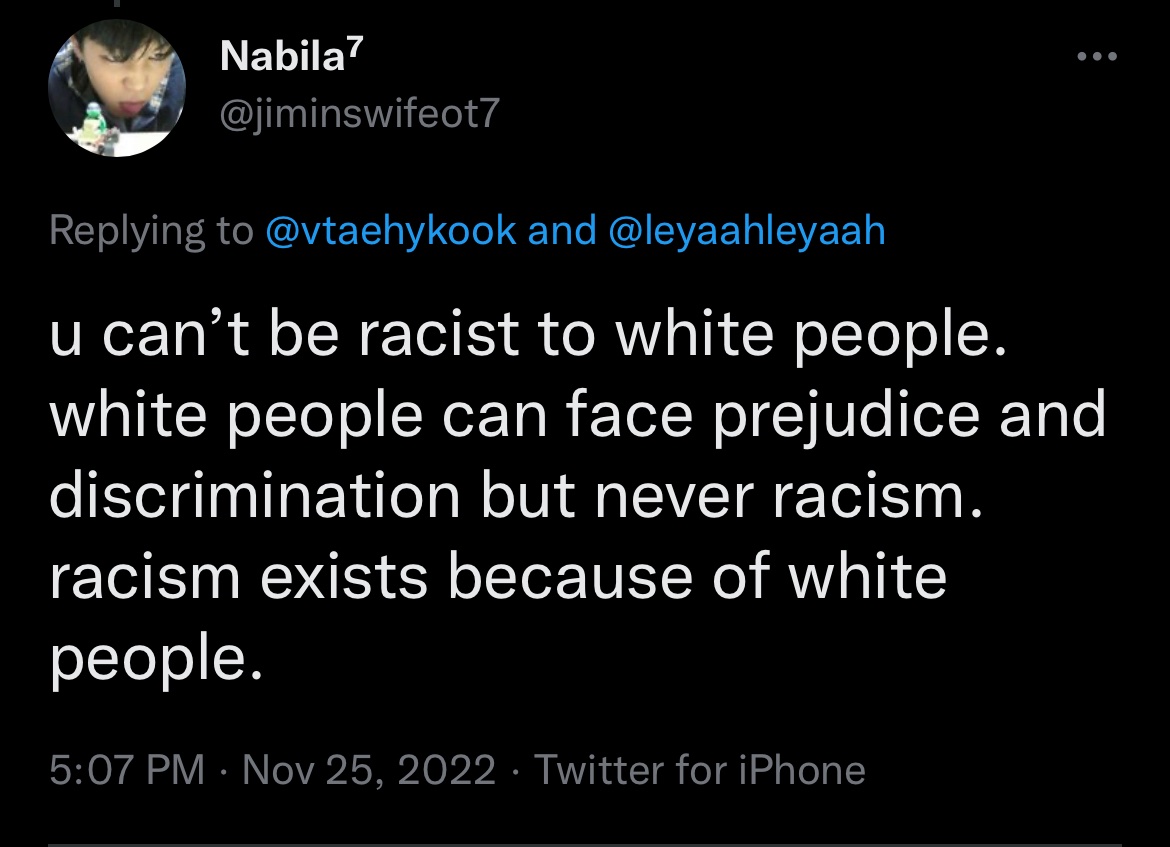 Nabila⁷
@jiminswifeot7
Replying to @vtaehykook and @leyaahleyaah
u can’t be racist to white people.
white people can face prejudice and
discrimination but never racism.
racism exists because of white
people.
5:07 PM · Nov 25, 2022 · Twitter for iPhone